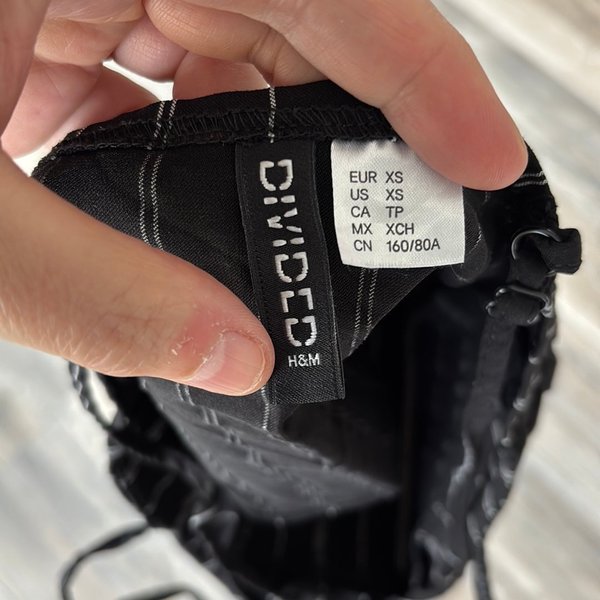 DIVIDED
H&M
EUR XS
US XS
CA TP
MX XCH
CN 160/80A